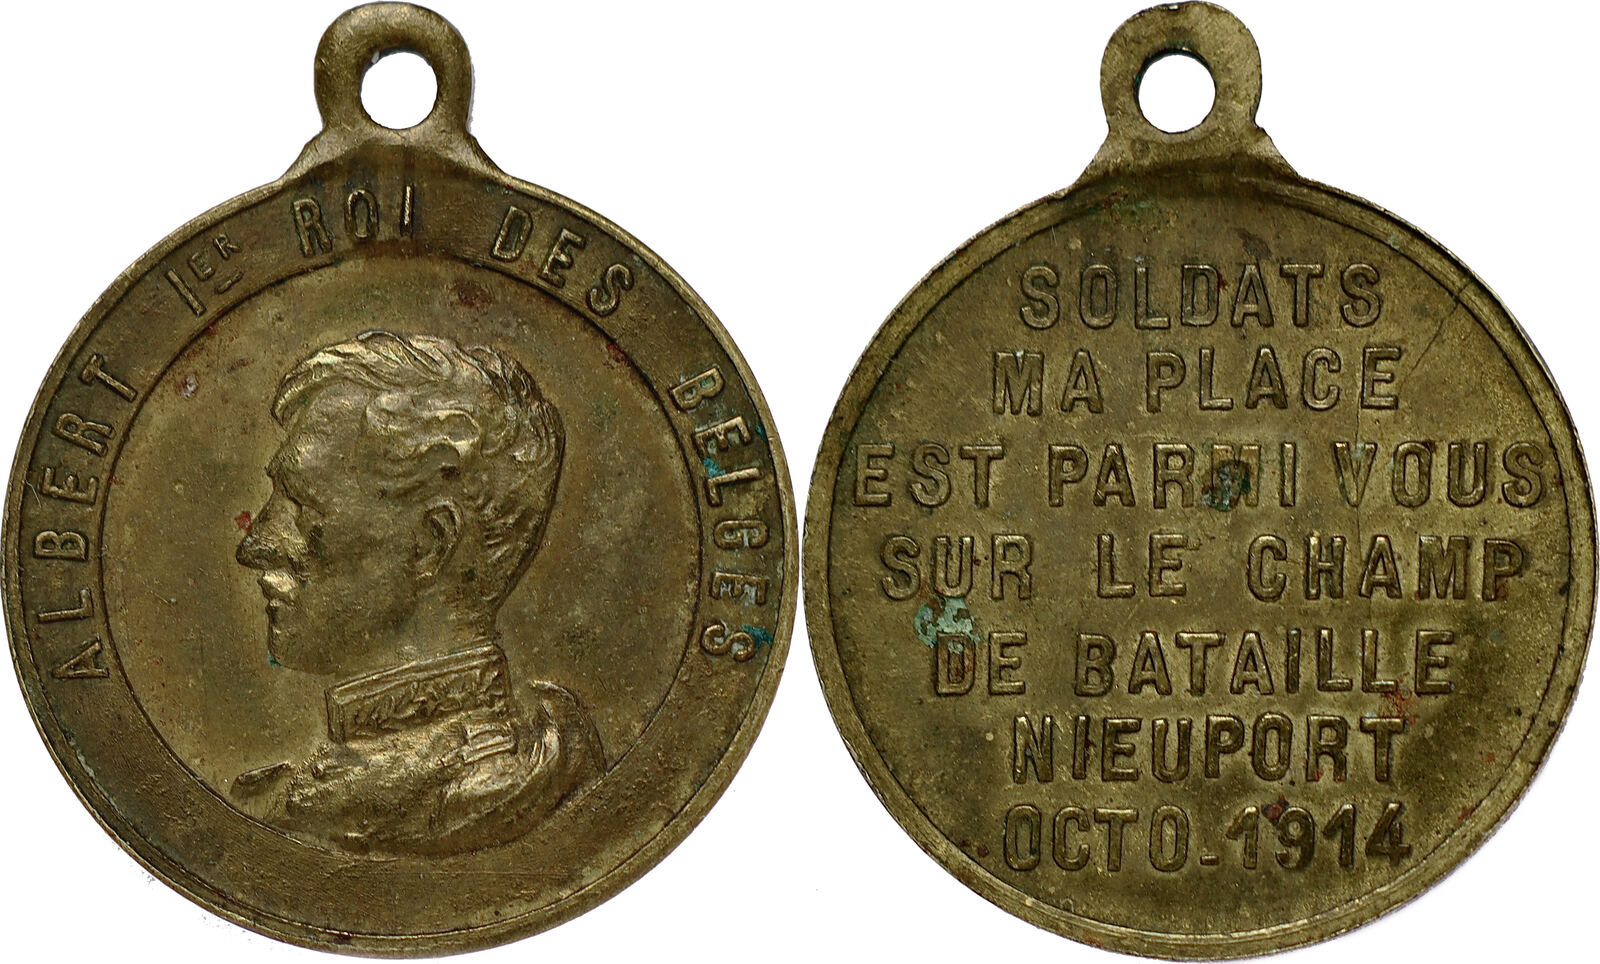 ALBERT 1ER ROI DES BELGES
SOLDATS
MA PLACE
EST PARMI VOUS
SUR LE CHAMP
DE BATAILLE
NIEUPORT
OCTO-1914